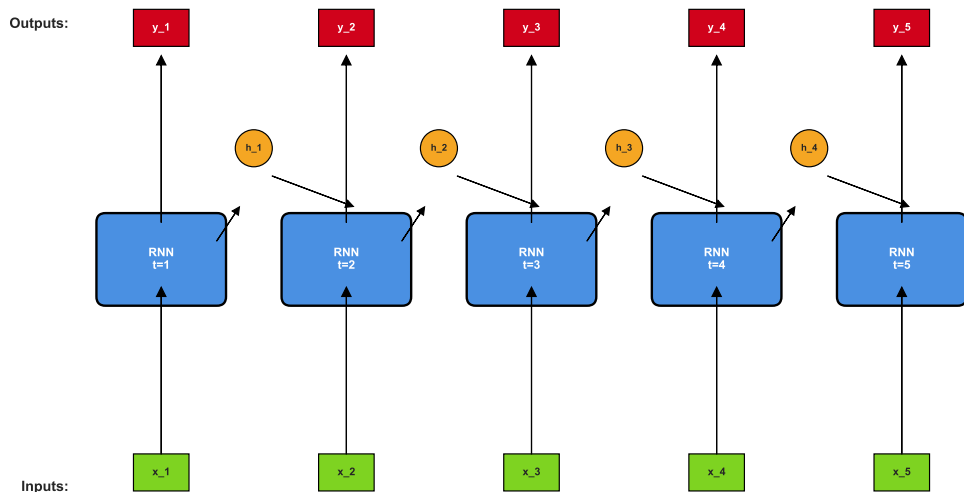 Outputs:
y_1
y_2
y_3
y_4
y_5
h_1
h_2
h_3
h_4
RNN
t=1
RNN
t=2
RNN
t=3
RNN
t=4
RNN
t=5
x_1
x_2
x_3
x_4
x_5
Inputs: